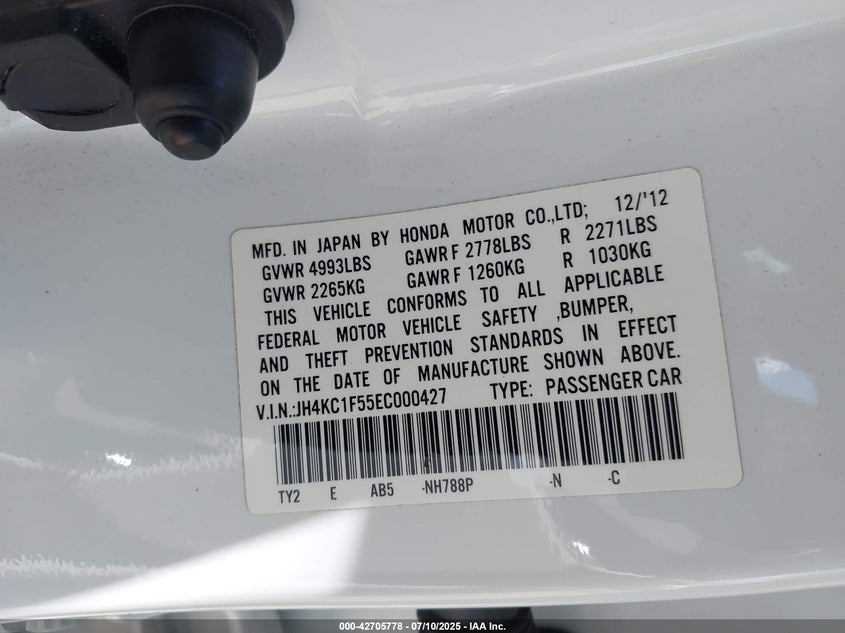 MFD. IN JAPAN BY HONDA MOTOR CO.,LTD; 12/'12
GVWR 4993LBS GAWR F 2778LBS R 2271LBS
GVWR 2265KG GAWR F 1260KG R 1030KG
THIS VEHICLE CONFORMS TO ALL APPLICABLE
FEDERAL MOTOR VEHICLE SAFETY ,BUMPER,
AND THEFT PREVENTION STANDARDS IN EFFECT
ON THE DATE OF MANUFACTURE SHOWN ABOVE.
V.I.N.:JH4KC1F55EC000427 TYPE: PASSENGER CAR
TY2 E AB5 -NH788P -N -C
000-42705778 - 07/10/2025 - IAA Inc.